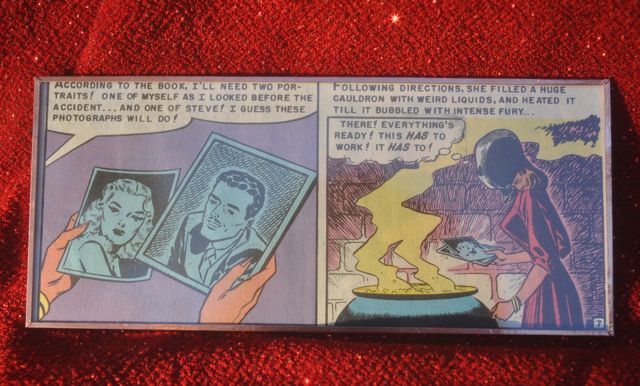 ACCORDING TO THE BOOK, I'LL NEED TWO POR-
TRAITS! ONE OF MYSELF AS I LOOKED BEFORE THE
ACCIDENT... AND ONE OF STEVE! I GUESS THESE
PHOTOGRAPHS WILL DO!
FOLLOWING DIRECTIONS, SHE FILLED A HUGE
CAULDRON WITH WEIRD LIQUIDS, AND HEATED IT
TILL IT BUBBLED WITH INTENSE FURY...
THERE! EVERYTHING'S
READY! THIS HAS TO
WORK! IT HAS TO!
7